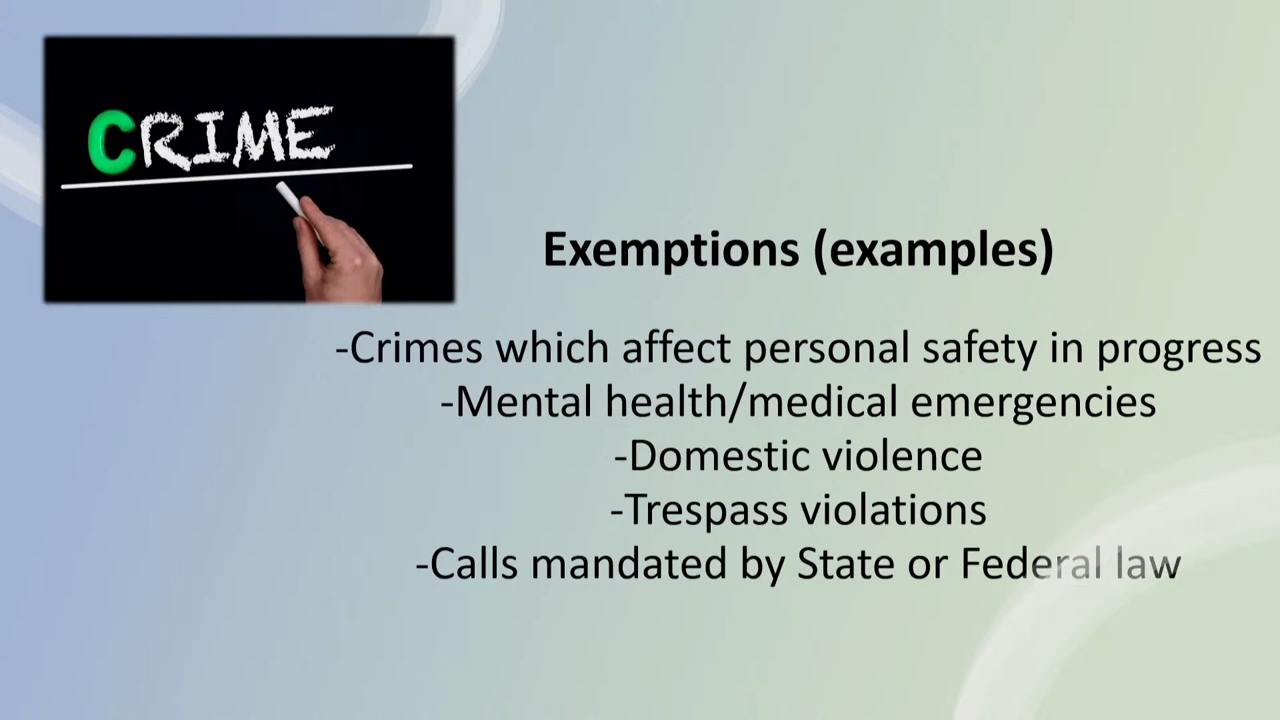 CRIME
Exemptions (examples)
-Crimes which affect personal safety in progress
-Mental health/medical emergencies
-Domestic violence
-Trespass violations
-Calls mandated by State or Federal law